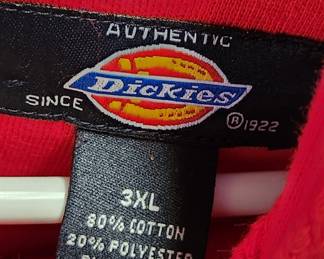 AUTHENTIC
Dickies
SINCE ® 1922
3XL
80% COTTON
20% POLYESTER